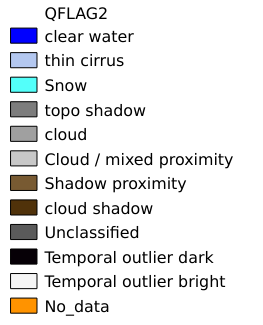 QFLAG2
clear water
thin cirrus
Snow
topo shadow
cloud
Cloud / mixed proximity
Shadow proximity
cloud shadow
Unclassified
Temporal outlier dark
Temporal outlier bright
No_data